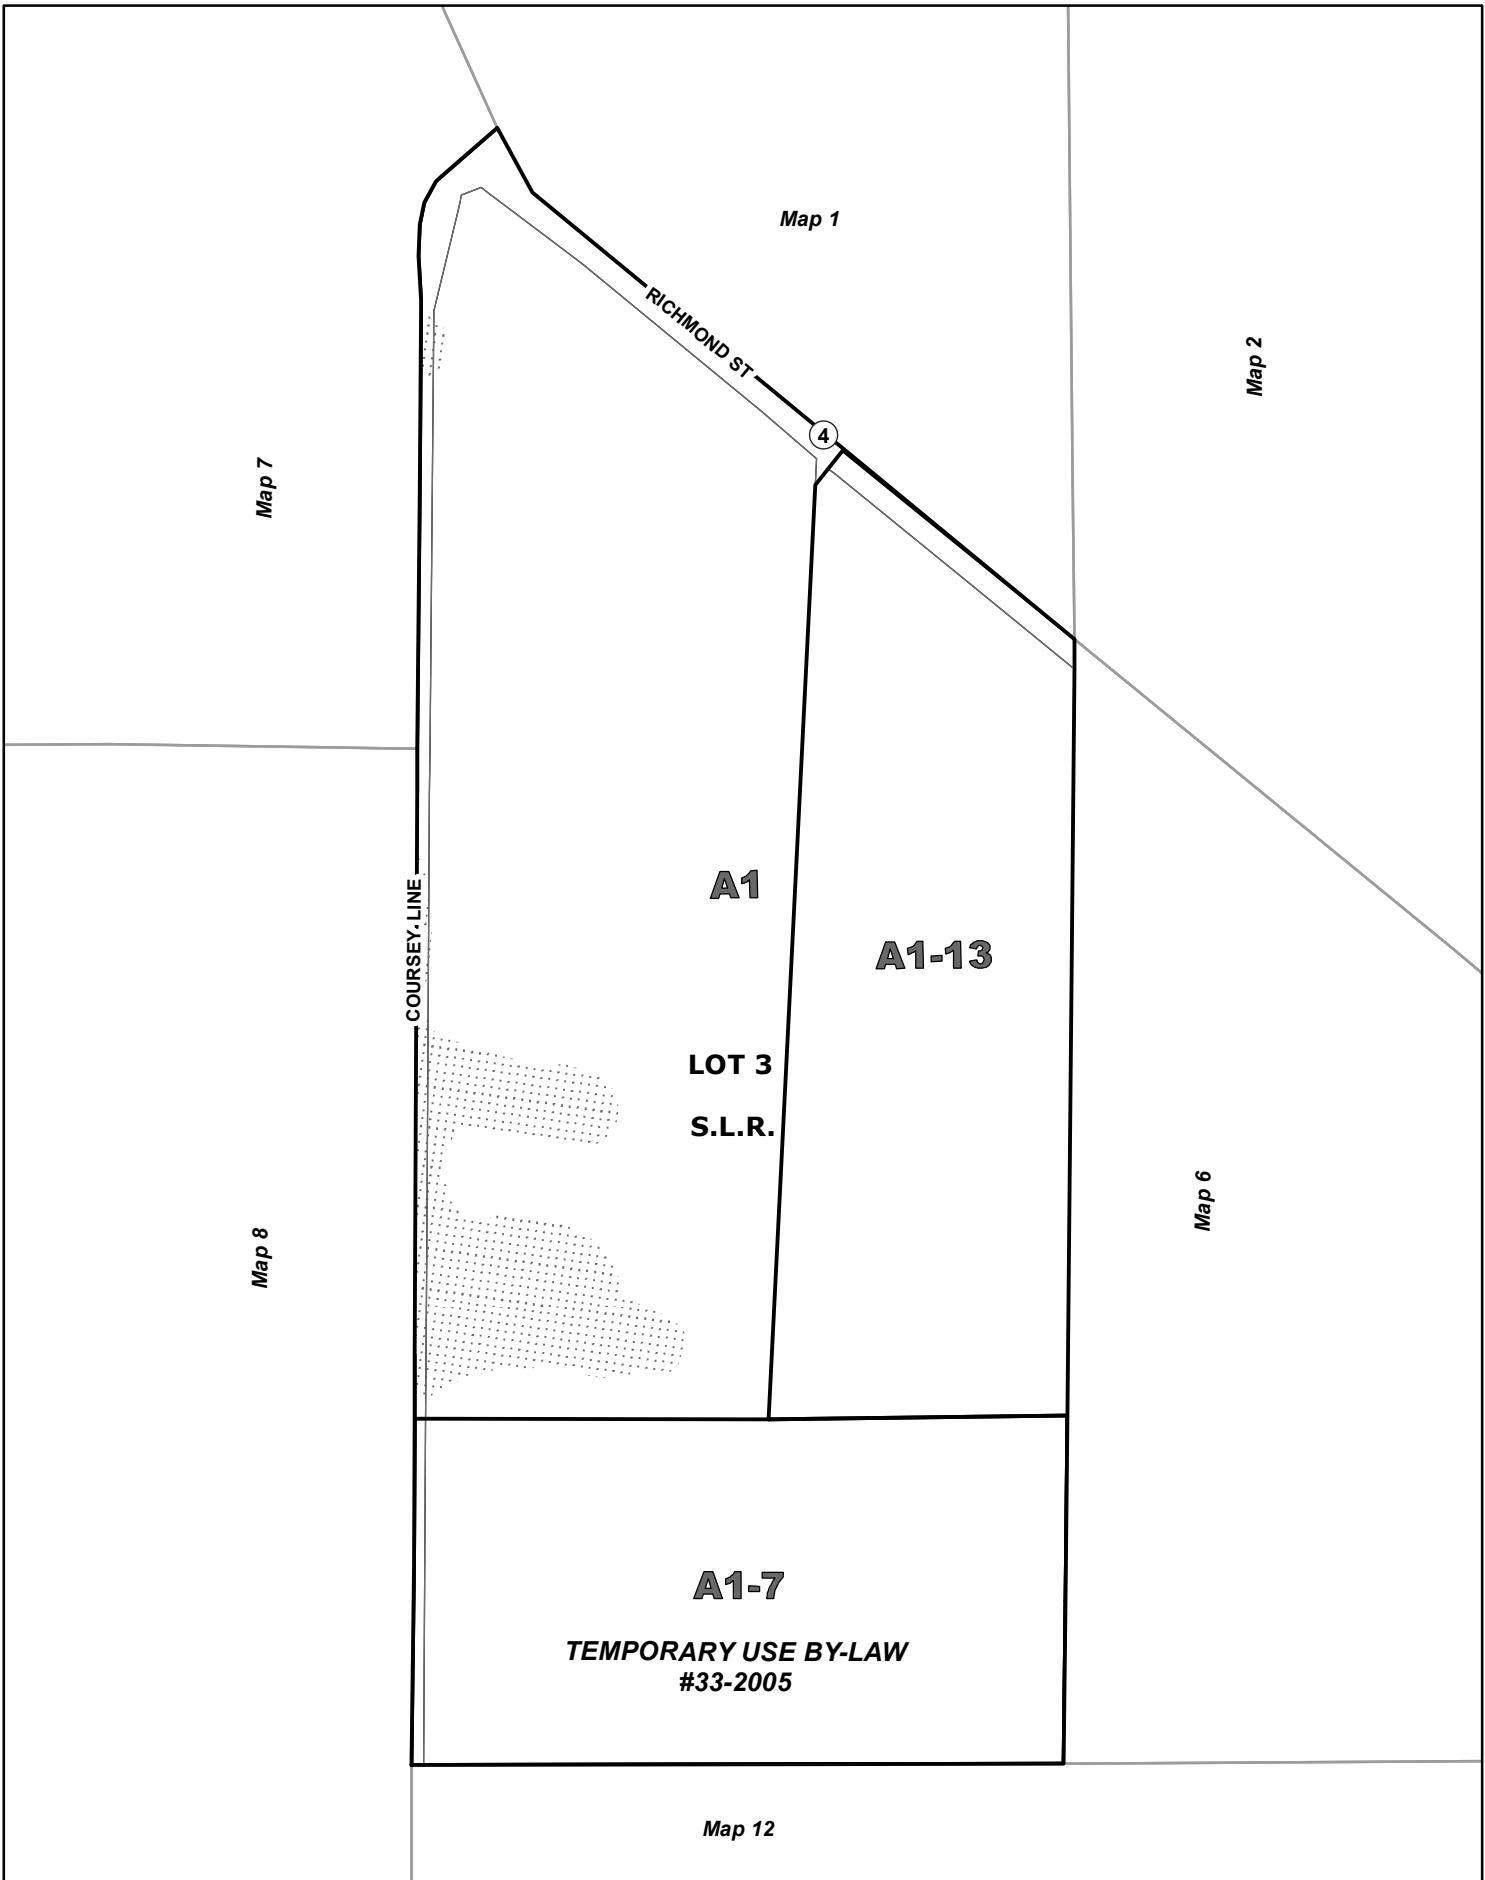 Map 1
RICHMOND ST
Map 2
4
Map 7
A1
COURSEY LINE
A1-13
LOT 3
S.L.R.
Map 6
Map 8
A1-7
TEMPORARY USE BY-LAW
#33-2005
Map 12